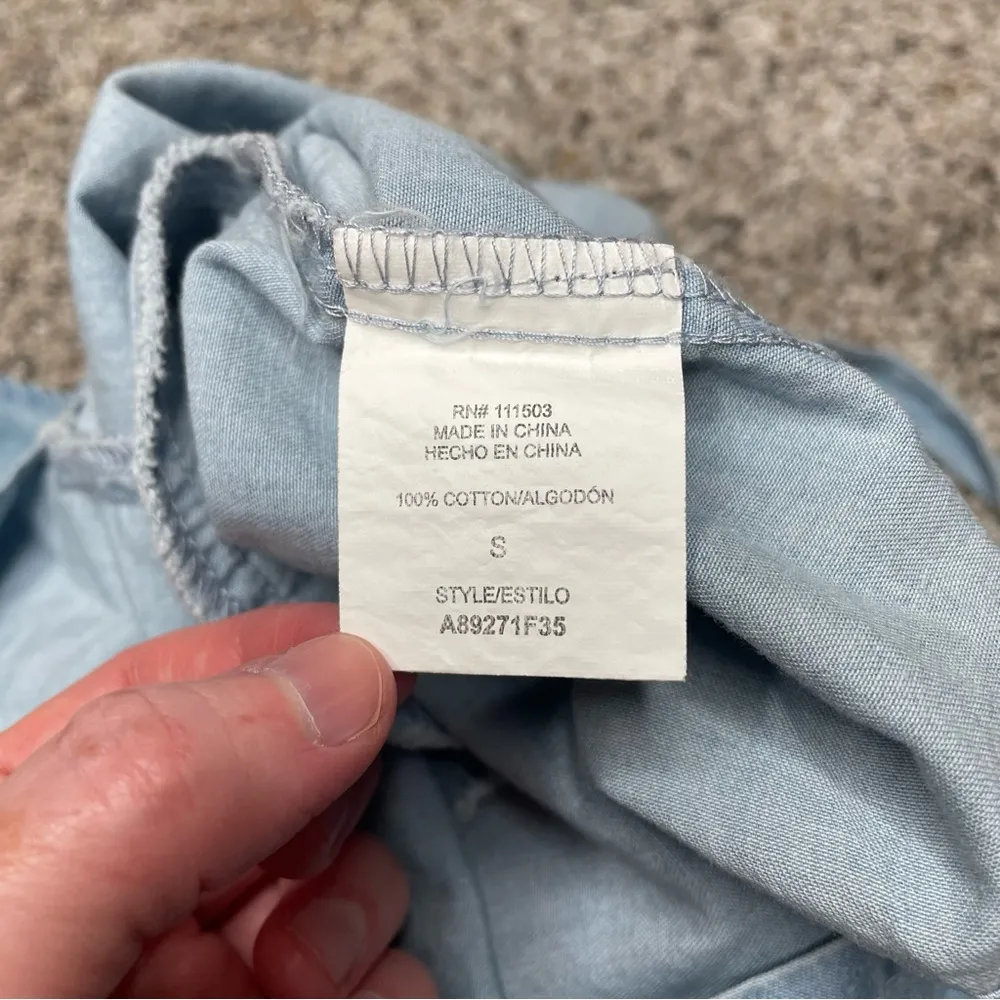 RN# 111503
MADE IN CHINA
HECHO EN CHINA
100% COTTON/ALGODÓN
S
STYLE/ESTILO
A89271F35